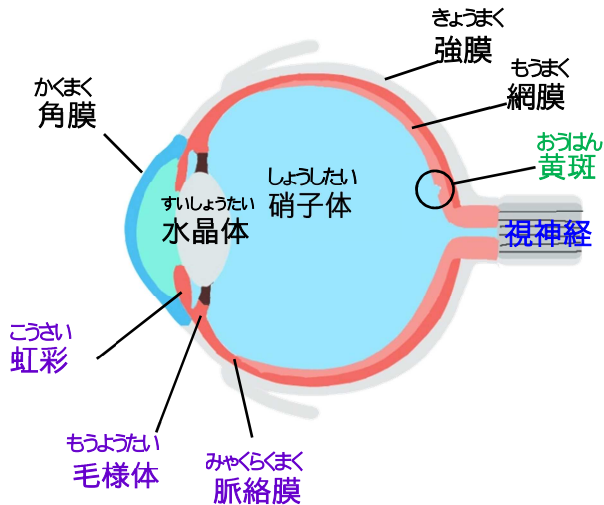 きょうまく
強膜
もうまく
網膜
かくまく
角膜
おうはん
黄斑
しょうしたい
硝子体
すいしょうたい
水晶体
視神経
こうさい
虹彩
もうようたい
毛様体
みゃくらくまく
脈絡膜